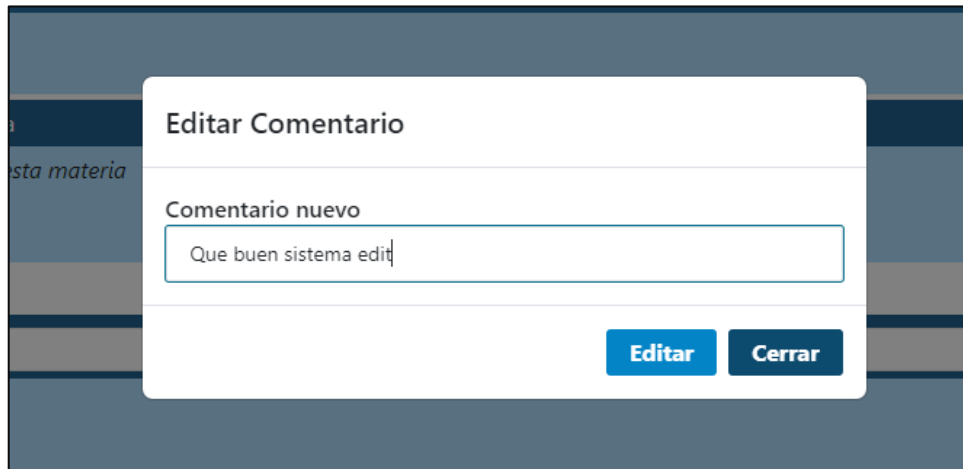 Editar Comentario
esta materia
Comentario nuevo
Que buen sistema edit
Editar Cerrar